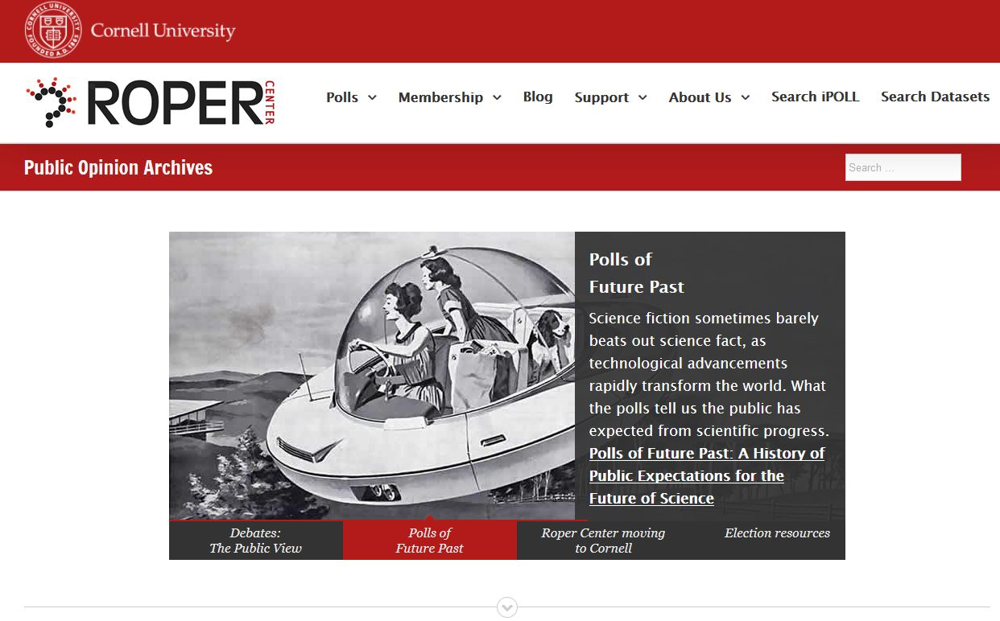 CORNELL UNIVERSITY
FOUNDED A.D. 1865
Cornell University
ROPER
CENTER
Polls
Membership
Blog
Support
About Us
Search iPOLL
Search Datasets
Public Opinion Archives
Search ...
Polls of
Future Past
Science fiction sometimes barely
beats out science fact, as
technological advancements
rapidly transform the world. What
the polls tell us the public has
expected from scientific progress.
Polls of Future Past: A History of
Public Expectations for the
Future of Science
Debates:
The Public View
Polls of
Future Past
Roper Center moving
to Cornell
Election resources